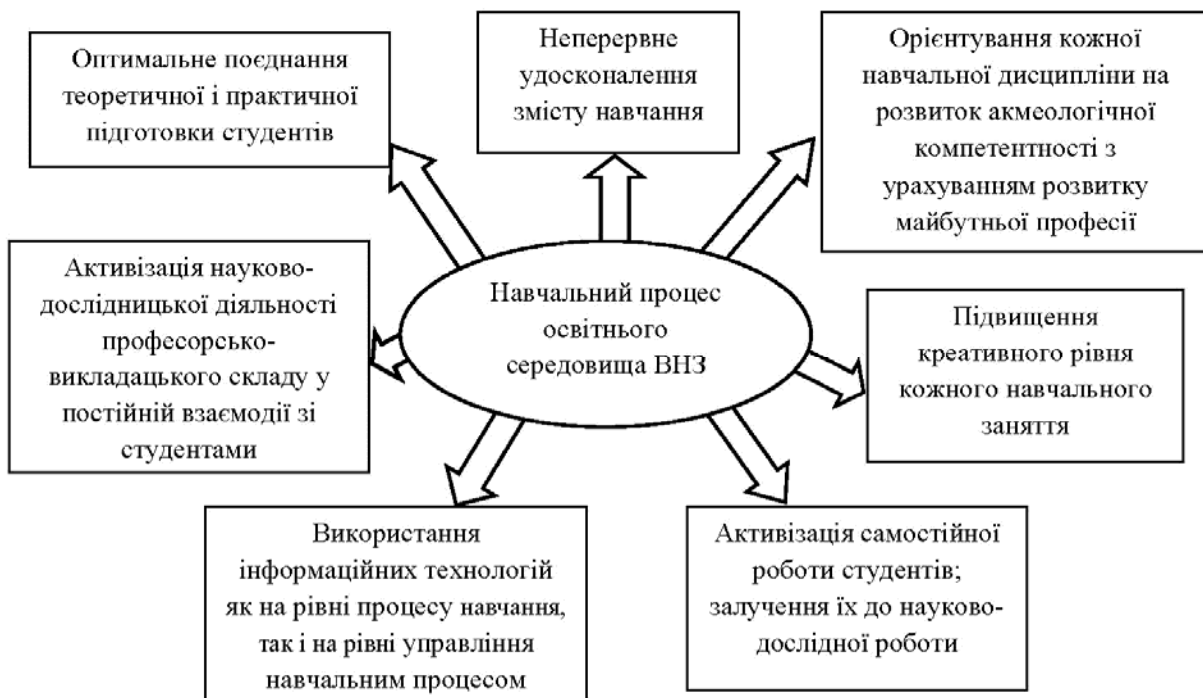 Оптимальне поєднання
теоретичної і практичної
підготовки студентів
Неперервне
удосконалення
змісту навчання
Орієнтування кожної
навчальної дисципліни на
розвиток акмеологічної
компетентності з
урахуванням розвитку
майбутньої професії
Активізація науково-
дослідницької діяльності
професорсько-
викладацького складу у
постійній взаємодії зі
студентами
Навчальний процес
освітнього
середовища ВНЗ
Підвищення
креативного рівня
кожного навчального
заняття
Використання
інформаційних технологій
як на рівні процесу навчання,
так і на рівні управління
навчальним процесом
Активізація самостійної
роботи студентів;
залучення їх до науково-
дослідної роботи